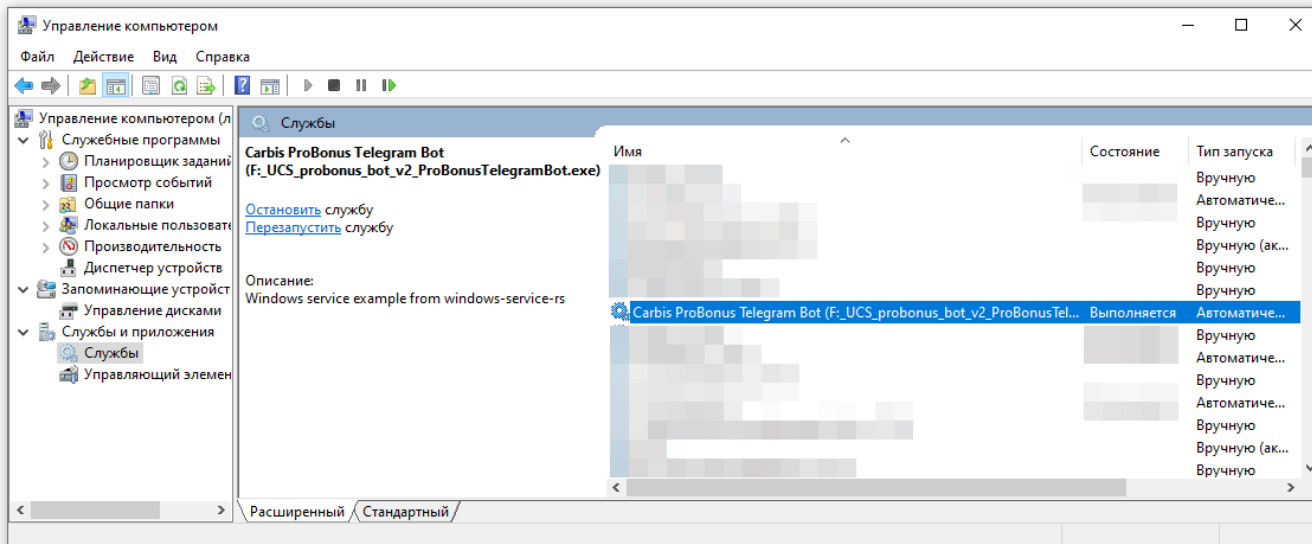 Управление компьютером
Файл Действие Вид Справка
Управление компьютером (л
Служебные программы
Планировщик заданий
Просмотр событий
Общие папки
Локальные пользовате
Производительность
Диспетчер устройств
Запоминающие устройст
Управление дисками
Службы и приложения
Службы
Управляющий элемен
Службы
Carbis ProBonus Telegram Bot
(F:_UCS_probonus_bot_v2_ProBonusTelegramBot.exe)
Остановить службу
Перезапустить службу
Описание:
Windows service example from windows-service-rs
Имя Состояние Тип запуска
Вручную
Автоматиче...
Вручную
Вручную (ак...
Вручную
Вручную
Carbis ProBonus Telegram Bot (F:_UCS_probonus_bot_v2_ProBonusTel... Выполняется Автоматиче...
Вручную
Автоматиче...
Вручную
Автоматиче...
Вручную
Вручную (ак...
Вручную
Расширенный Стандартный